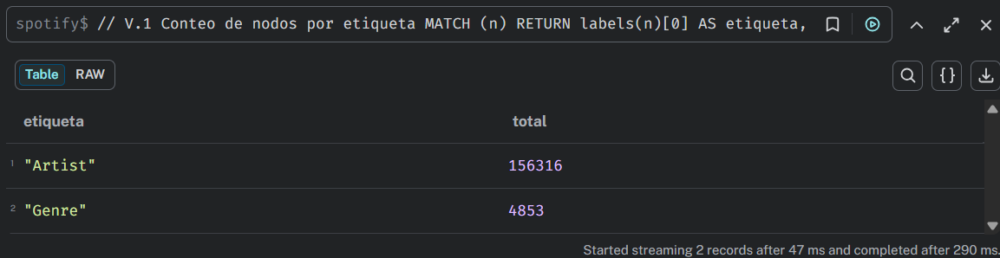 spotify$ // V.1 Conteo de nodos por etiqueta MATCH (n) RETURN labels(n)[0] AS etiqueta,
Table RAW
etiqueta total
1 "Artist" 156316
2 "Genre" 4853
Started streaming 2 records after 47 ms and completed after 290 ms.